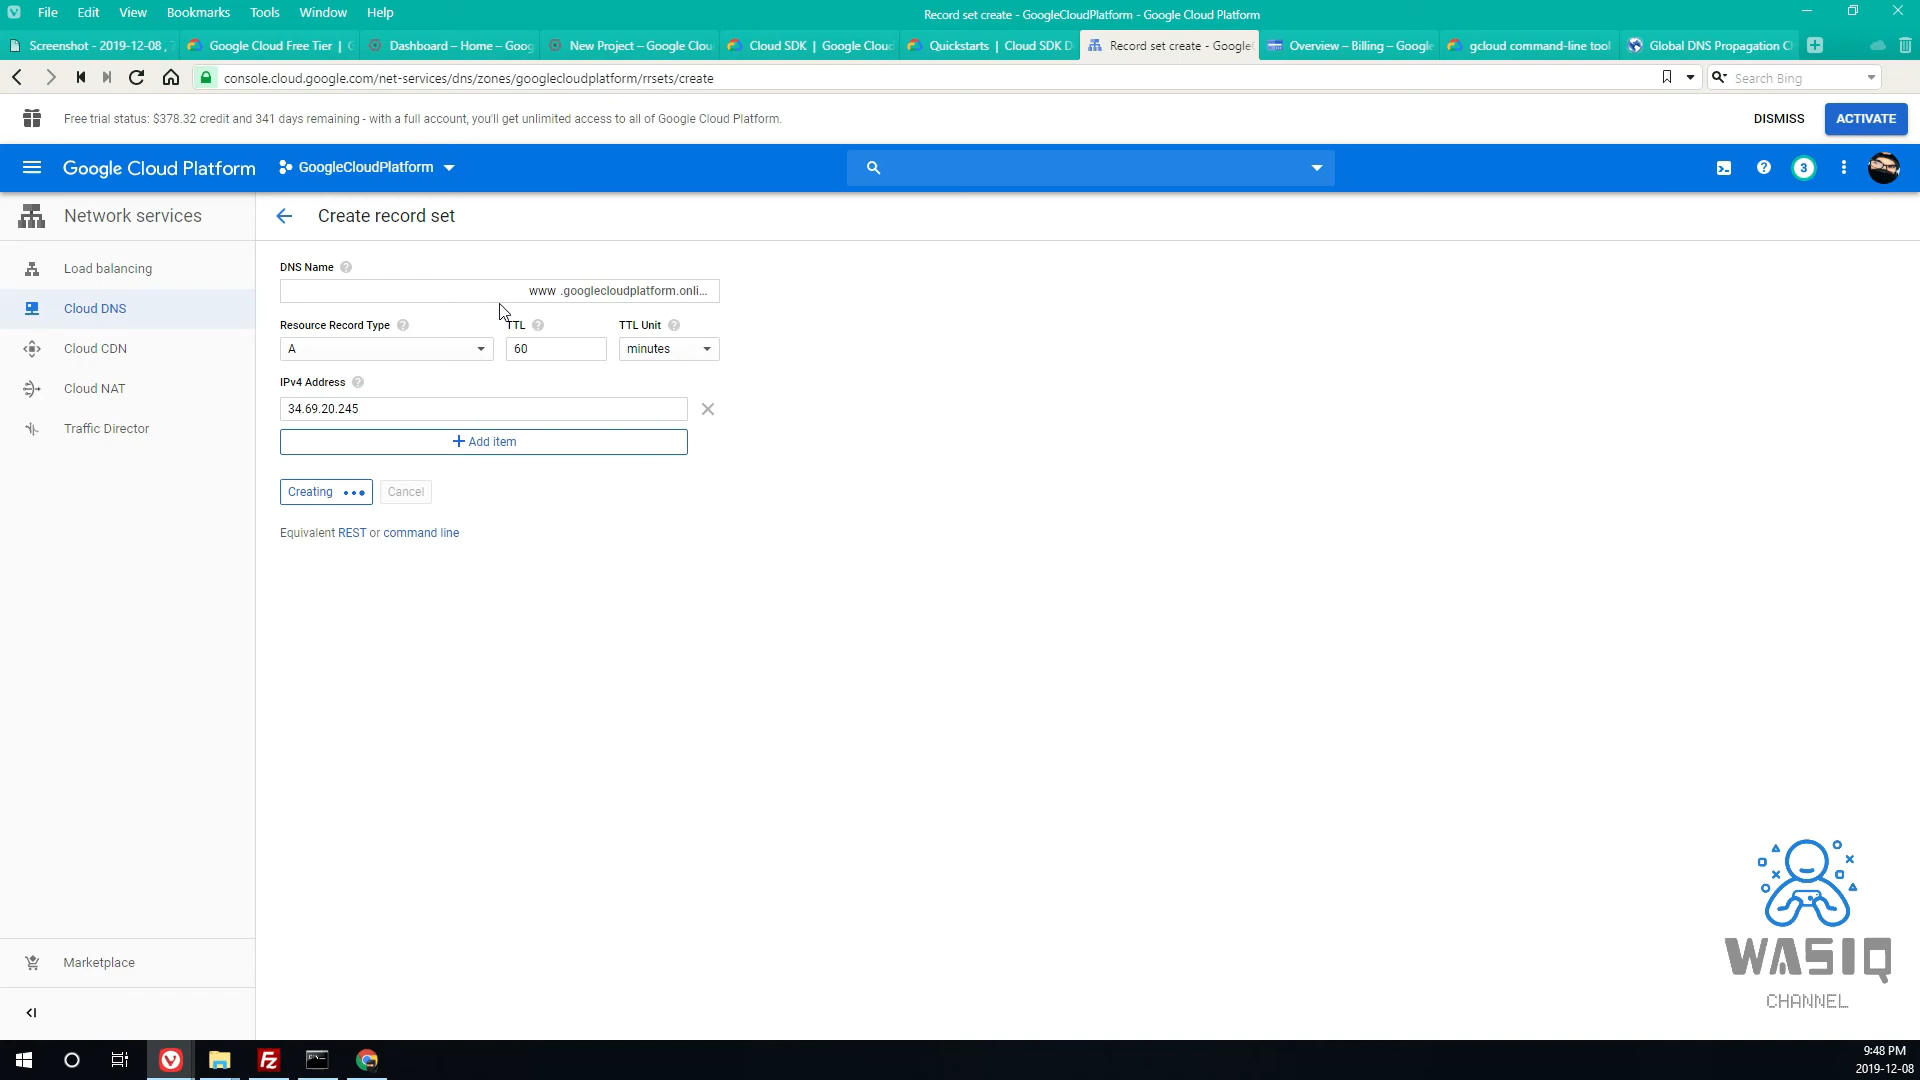 File Edit View Bookmarks Tools Window Help
Record set create - GoogleCloudPlatform - Google Cloud Platform
Screenshot - 2019-12-08 , 
Google Cloud Free Tier |
Dashboard – Home – Goog
New Project – Google Clou
Cloud SDK | Google Cloud
Quickstarts | Cloud SDK D
Record set create - Google
Overview – Billing – Google
gcloud command-line tool
Global DNS Propagation C
console.cloud.google.com/net-services/dns/zones/googlecloudplatform/rrsets/create
Search Bing
Free trial status: $378.32 credit and 341 days remaining - with a full account, you'll get unlimited access to all of Google Cloud Platform.
DISMISS
ACTIVATE
Google Cloud Platform
GoogleCloudPlatform
3
Network services
Create record set
Load balancing
Cloud DNS
Cloud CDN
Cloud NAT
Traffic Director
DNS Name
www .googlecloudplatform.onli...
Resource Record Type
TTL
TTL Unit
A
60
minutes
IPv4 Address
34.69.20.245
Add item
Creating
Cancel
Equivalent REST or command line
Marketplace
WASIQ
CHANNEL
9:48 PM
2019-12-08